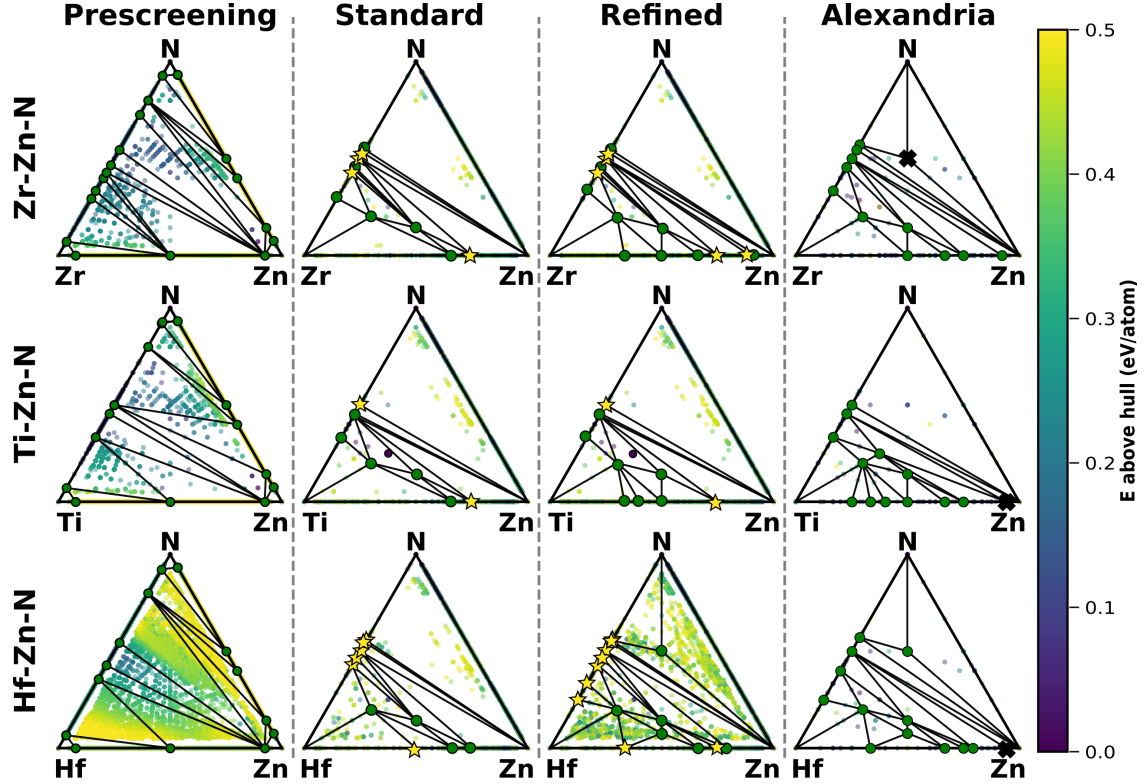 Prescreening Standard Refined Alexandria
N N N N 0.5
Zr-Zn-N
0.4
Zr Zn Zr Zn Zr Zn Zr Zn
N N N N
0.3
Ti-Zn-N
E above hull (eV/atom)
0.2
Ti Zn Ti Zn Ti Zn Ti Zn
N N N N
0.1
Hf-Zn-N
0.0
Hf Zn Hf Zn Hf Zn Hf Zn